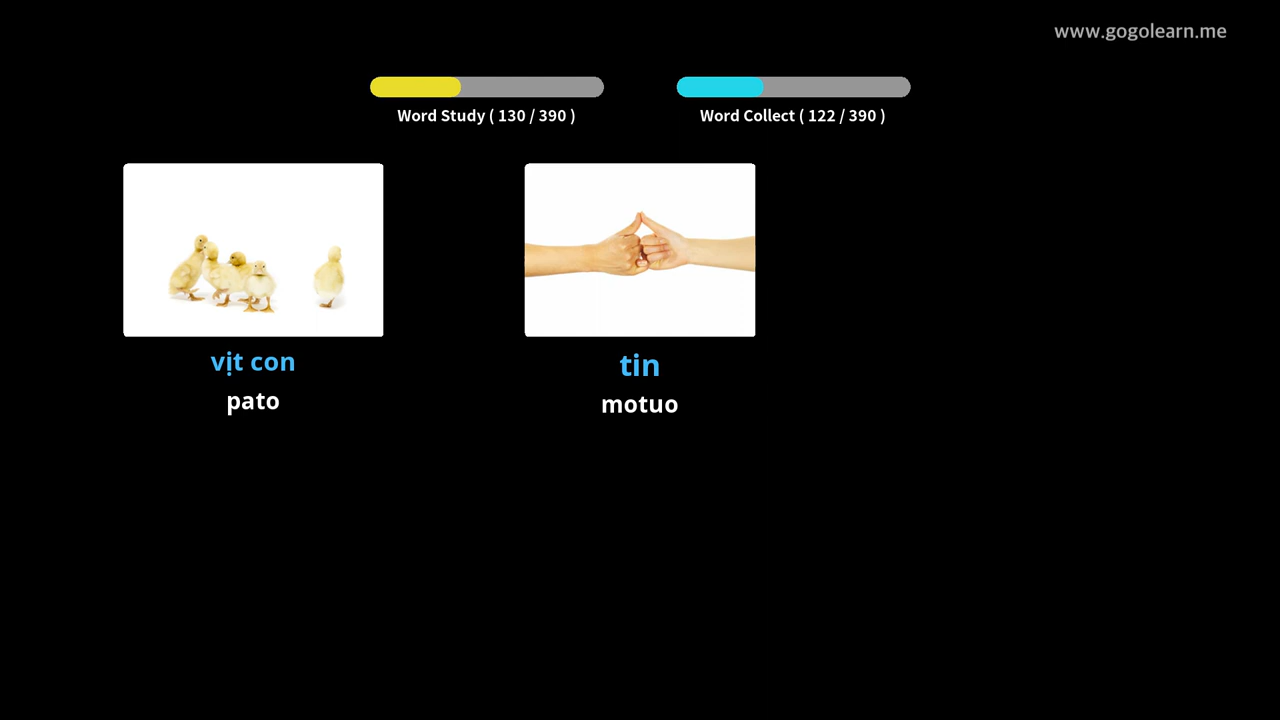 www.gogolearn.me
Word Study ( 130 / 390 )
Word Collect ( 122 / 390 )
vịt con
pato
tin
motuo